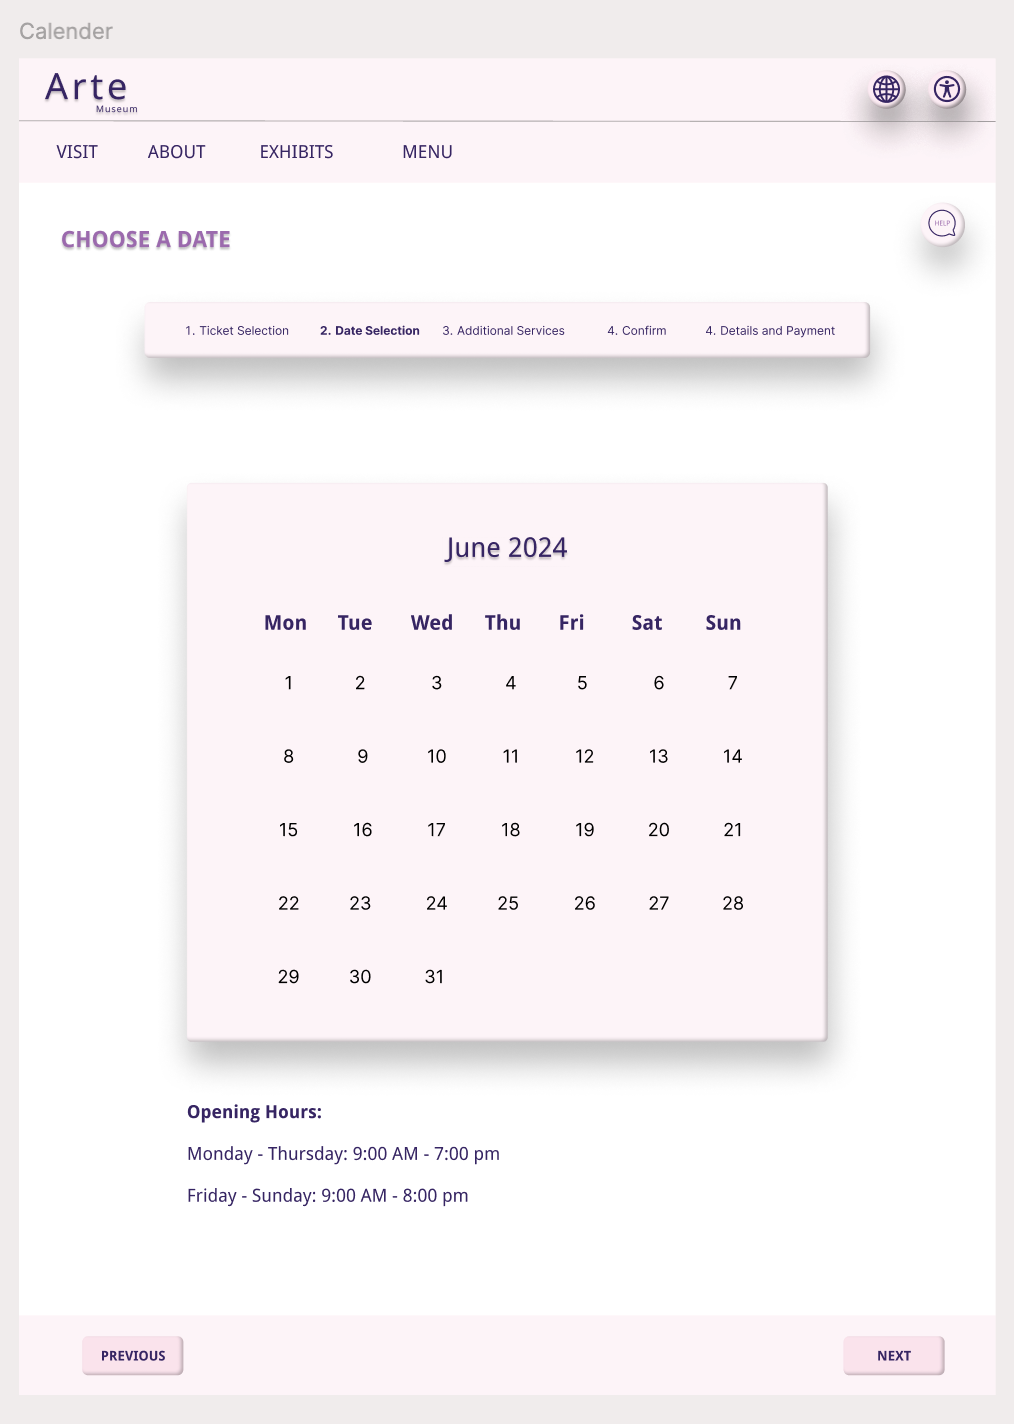 Calender
Arte
Museum
VISIT ABOUT EXHIBITS MENU
HELP
CHOOSE A DATE
1. Ticket Selection 2. Date Selection 3. Additional Services 4. Confirm 4. Details and Payment
June 2024
Mon Tue Wed Thu Fri Sat Sun
1 2 3 4 5 6 7
8 9 10 11 12 13 14
15 16 17 18 19 20 21
22 23 24 25 26 27 28
29 30 31
Opening Hours:
Monday - Thursday: 9:00 AM - 7:00 pm
Friday - Sunday: 9:00 AM - 8:00 pm
PREVIOUS NEXT